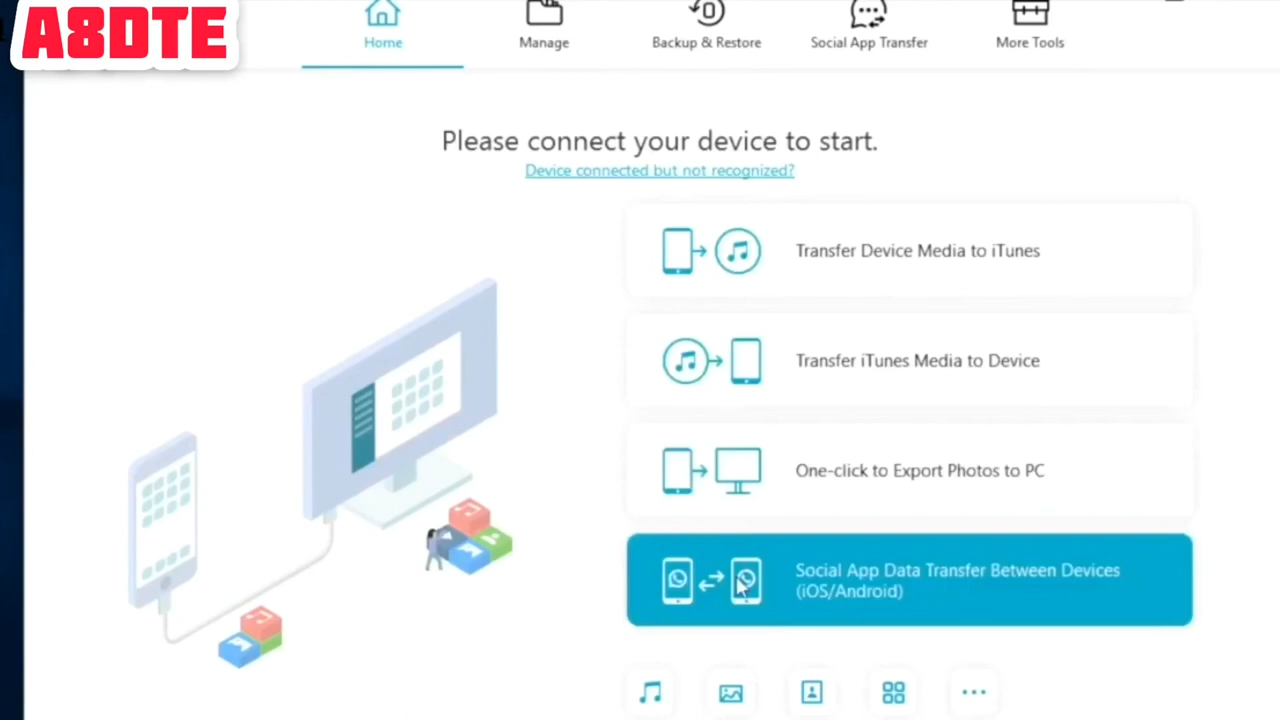 A8DTE
Home
Manage
Backup & Restore
Social App Transfer
More Tools
Please connect your device to start.
Device connected but not recognized?
Transfer Device Media to iTunes
Transfer iTunes Media to Device
One-click to Export Photos to PC
Social App Data Transfer Between Devices
(iOS/Android)